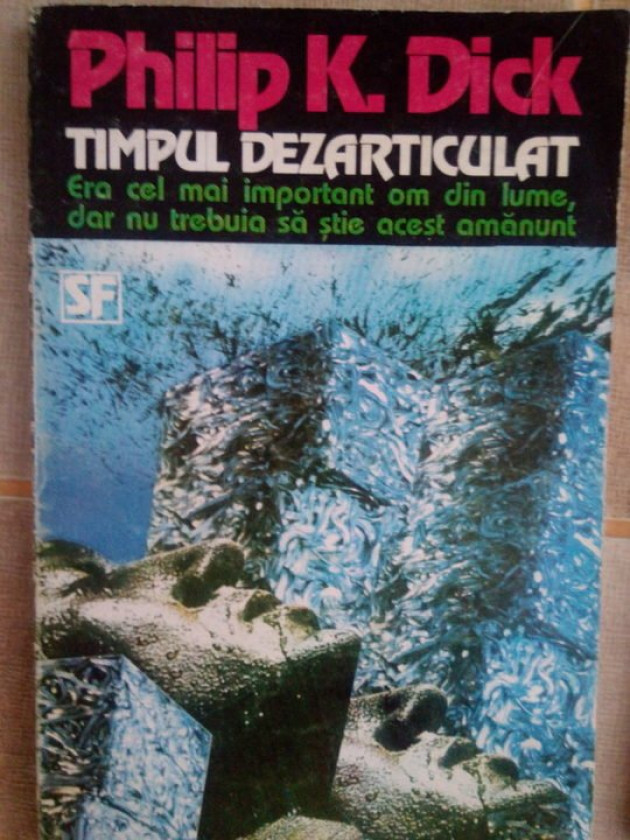 Philip K. Dick
TIMPUL DEZARTICULAT
Era cel mai important om din lume,
dar nu trebuia să știe acest amănunt
SF